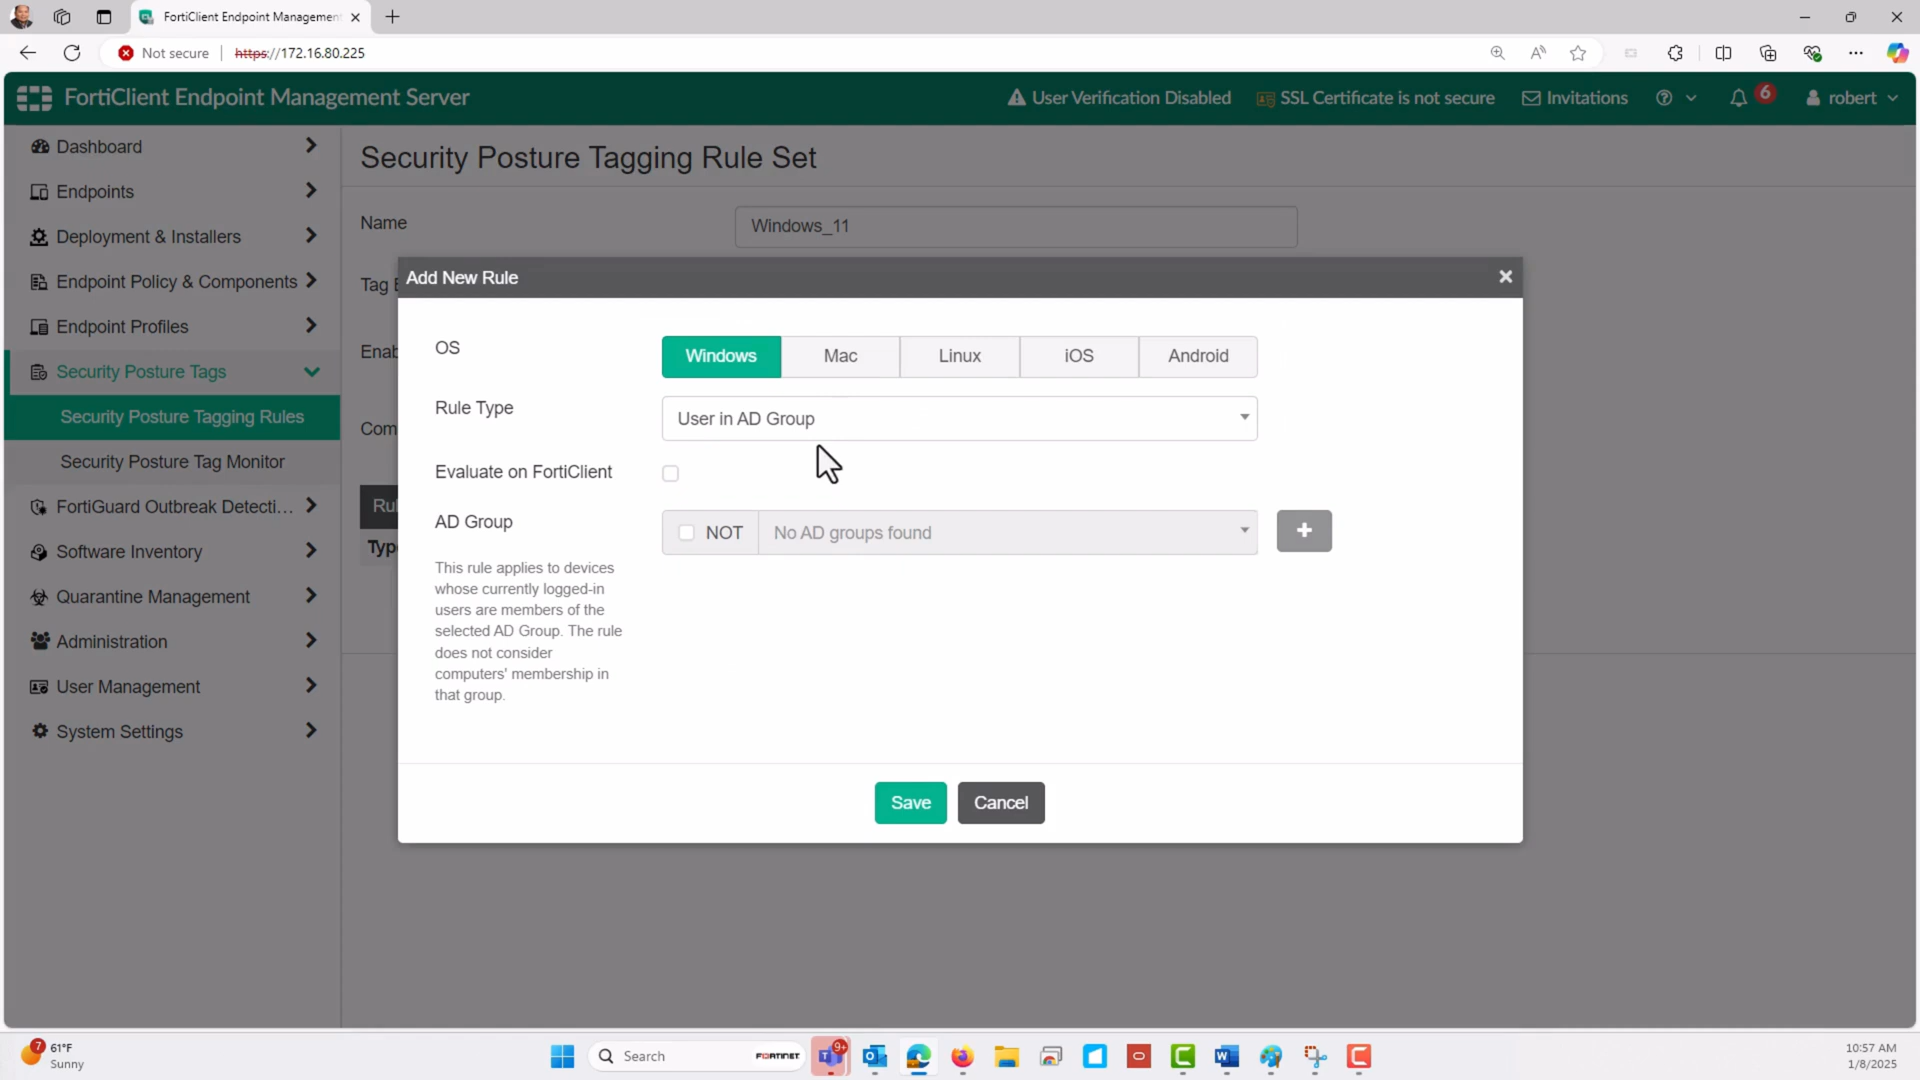 FortiClient Endpoint Management
Not secure
https://172.16.80.225
FortiClient Endpoint Management Server
User Verification Disabled
SSL Certificate is not secure
Invitations
6
robert
Dashboard
Endpoints
Deployment & Installers
Endpoint Policy & Components
Endpoint Profiles
Security Posture Tags
Security Posture Tagging Rules
Security Posture Tag Monitor
FortiGuard Outbreak Detecti...
Software Inventory
Quarantine Management
Administration
User Management
System Settings
Security Posture Tagging Rule Set
Name
Windows_11
Tag E
Enab
Com
Rul
Type
Add New Rule
OS
Windows
Mac
Linux
iOS
Android
Rule Type
User in AD Group
Evaluate on FortiClient
AD Group
NOT
No AD groups found
This rule applies to devices
whose currently logged-in
users are members of the
selected AD Group. The rule
does not consider
computers' membership in
that group.
Save
Cancel
7
61°F
Sunny
Search
FORTINET
9+
10:57 AM
1/8/2025